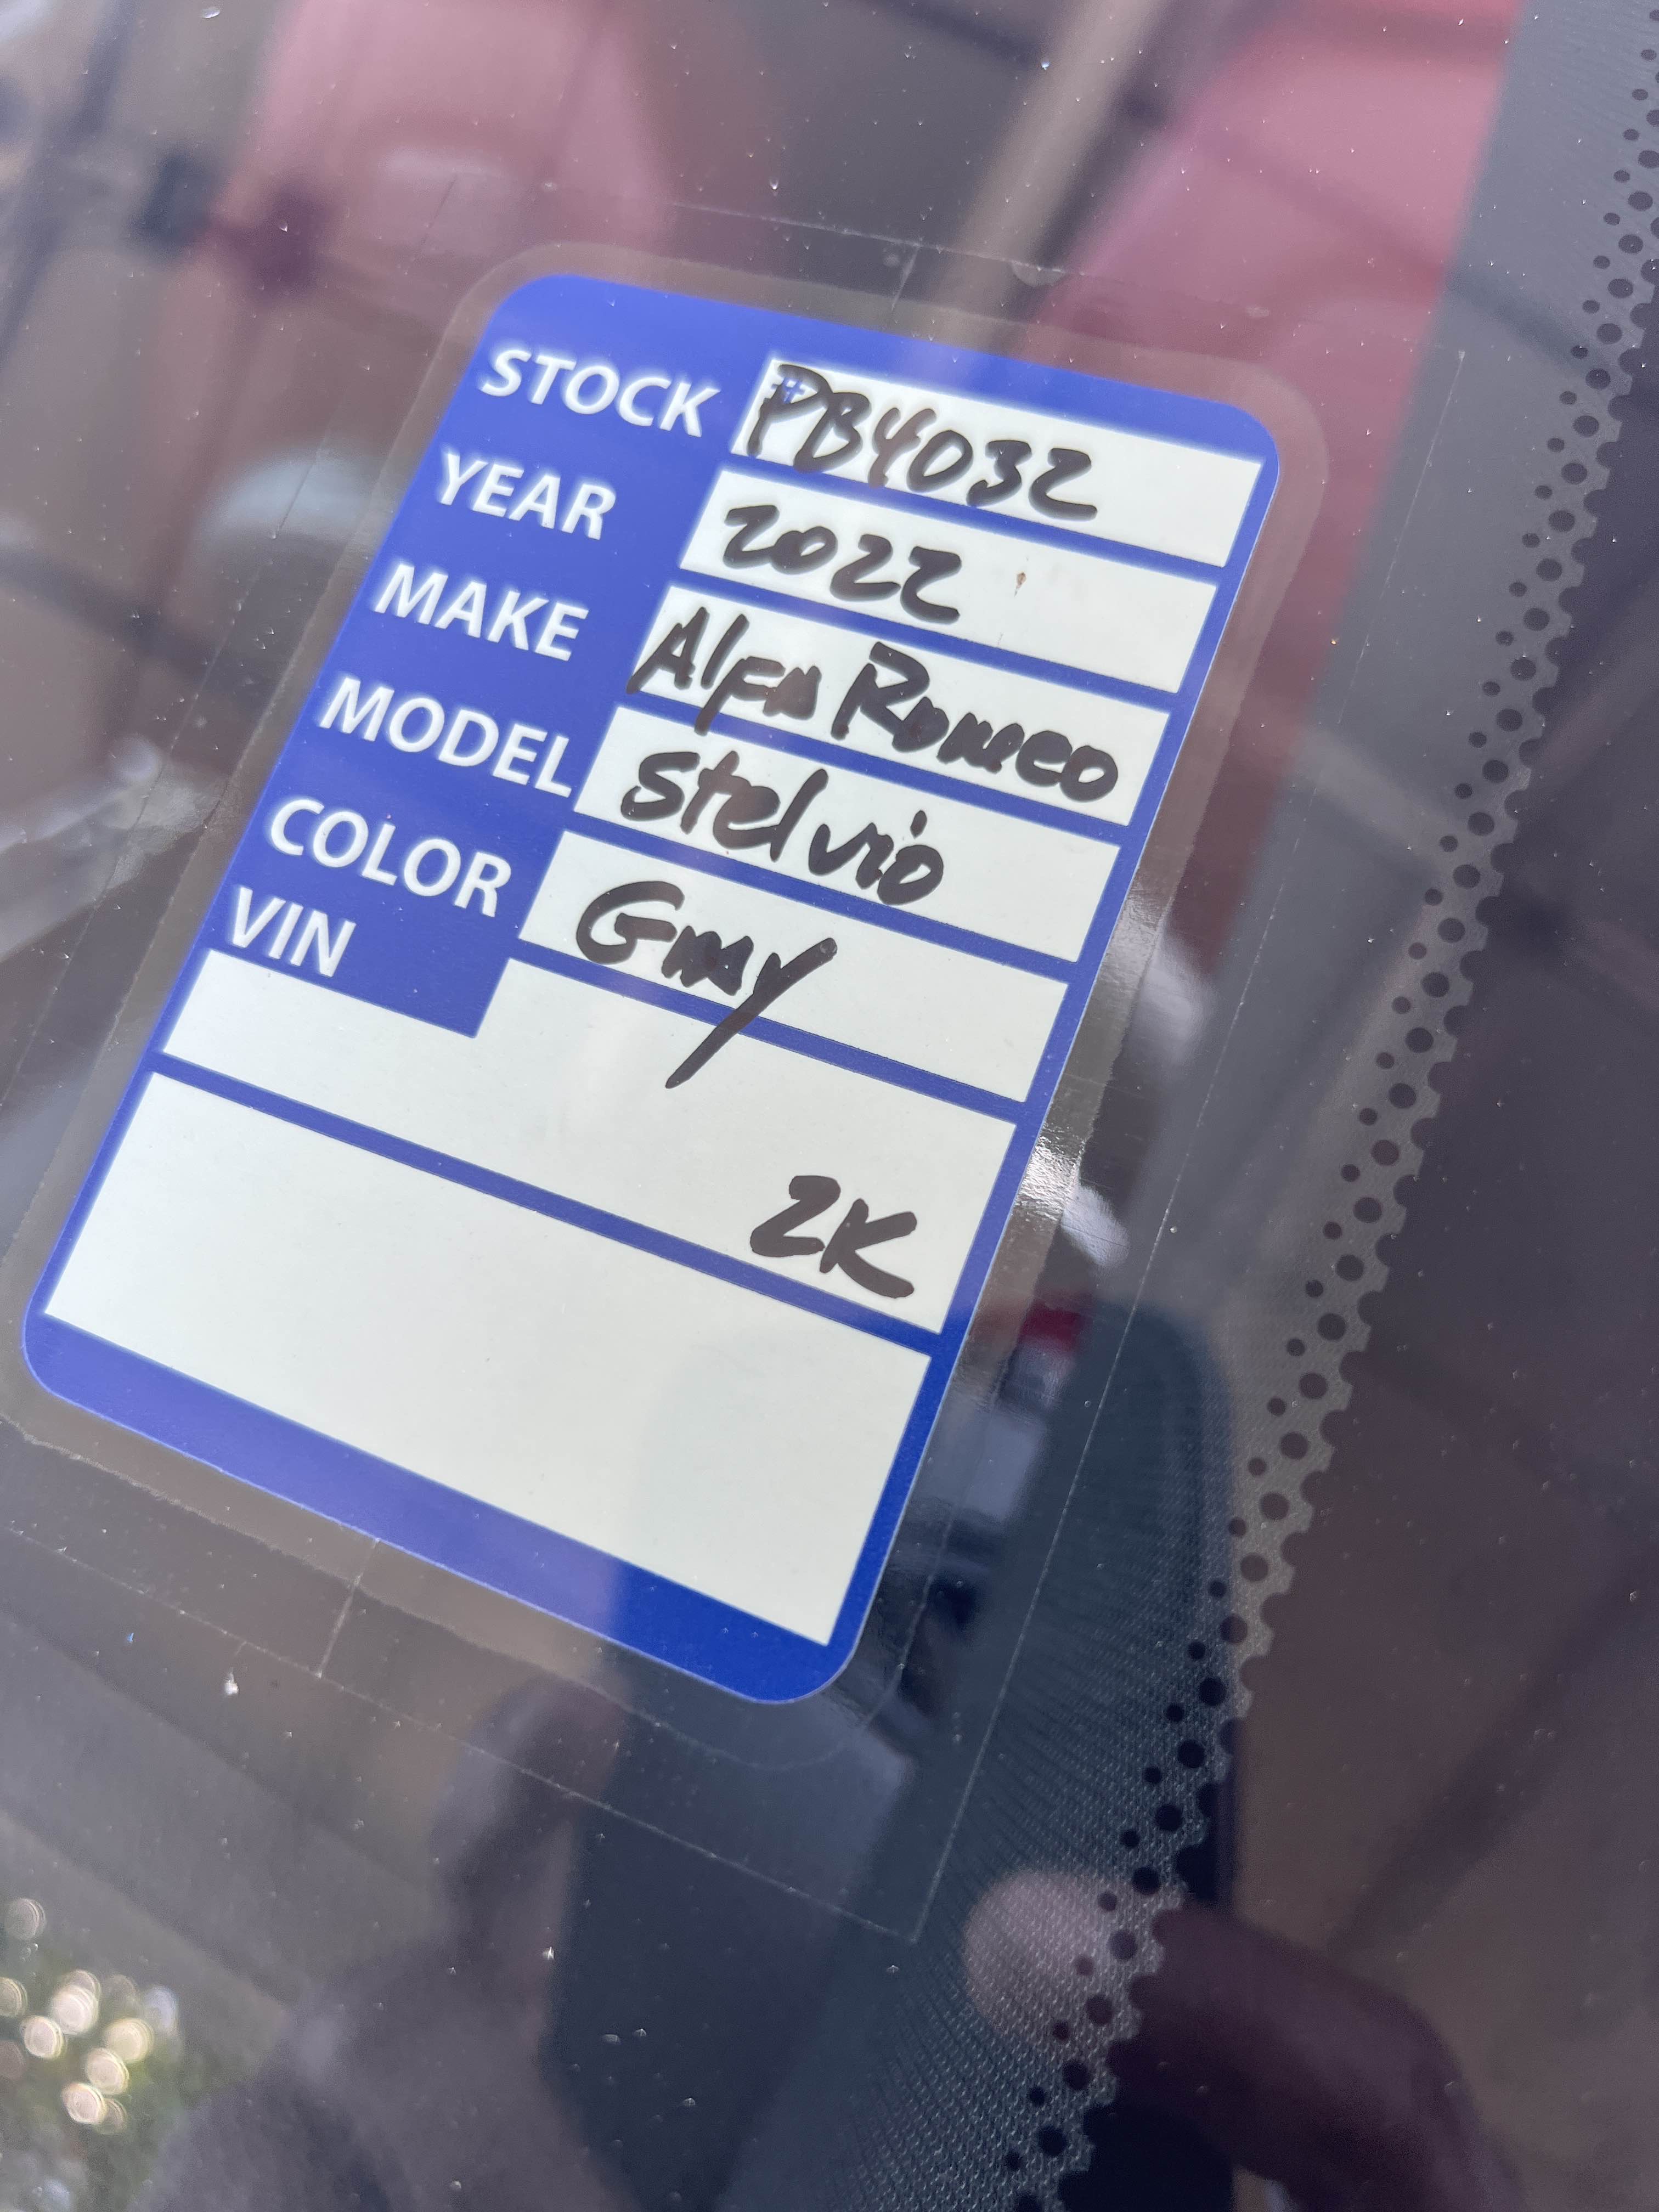 STOCK # PB4032
YEAR 2022
MAKE Alfa Romeo
MODEL Stelvio
COLOR Gray
VIN
2K